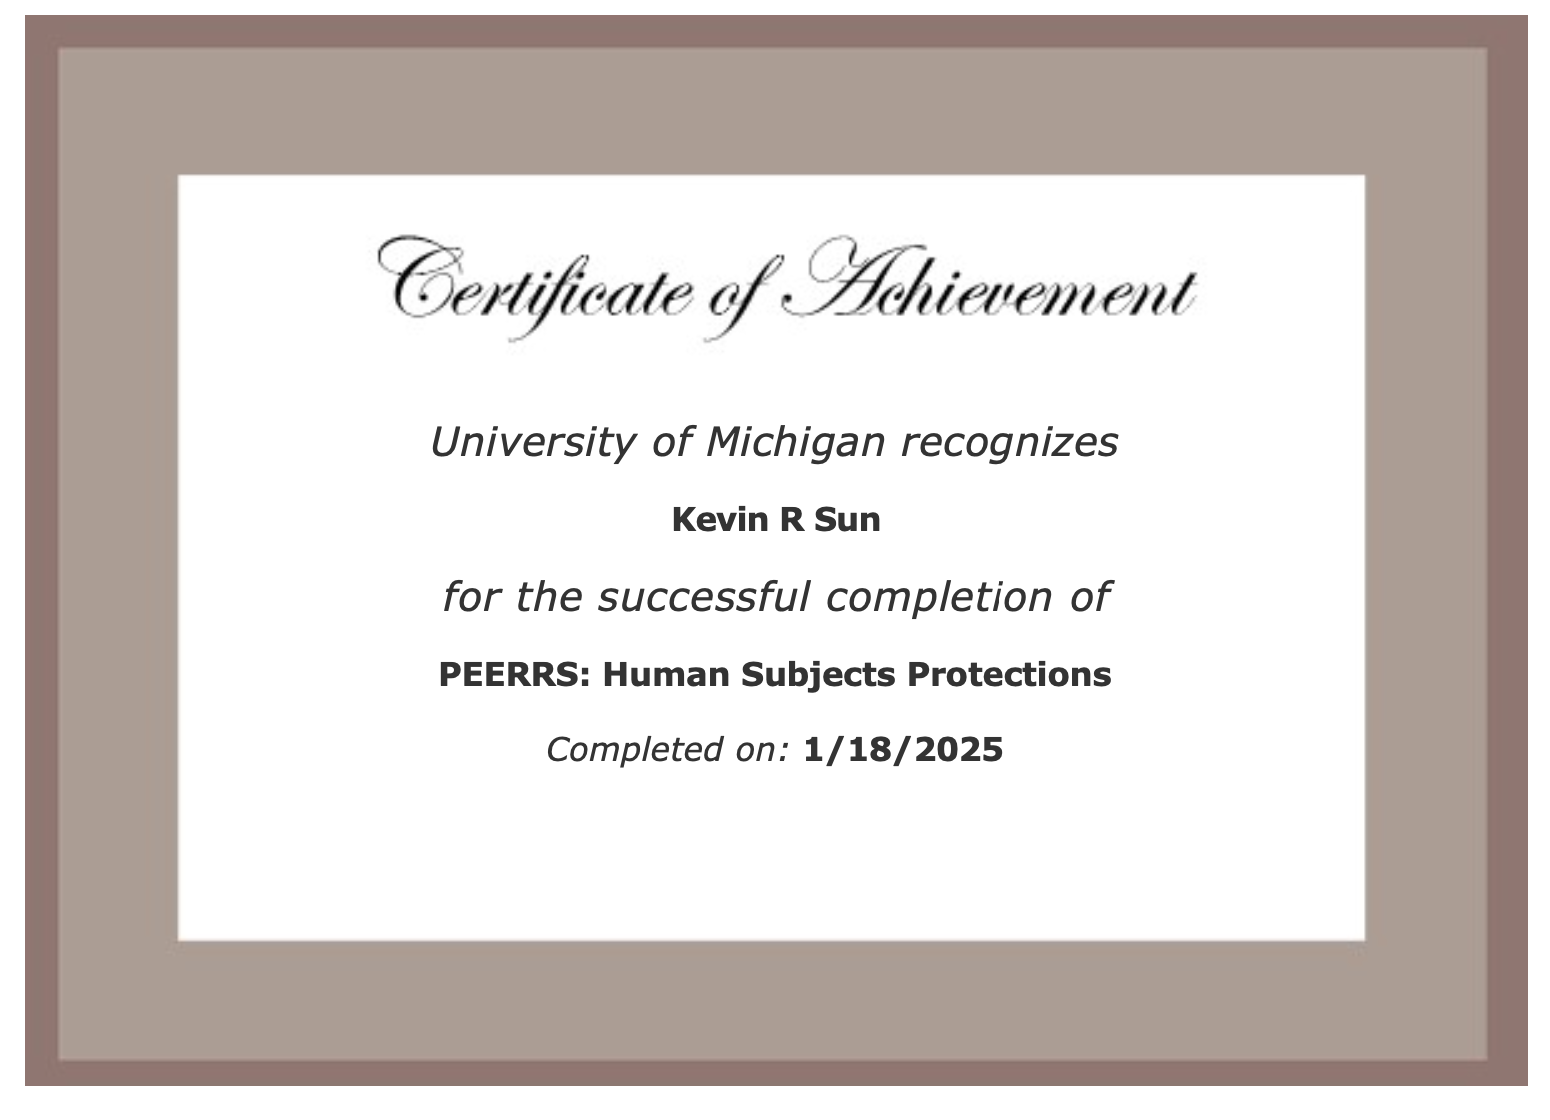 Certificate of Achievement
University of Michigan recognizes
Kevin R Sun
for the successful completion of
PEERRS: Human Subjects Protections
Completed on: 1/18/2025